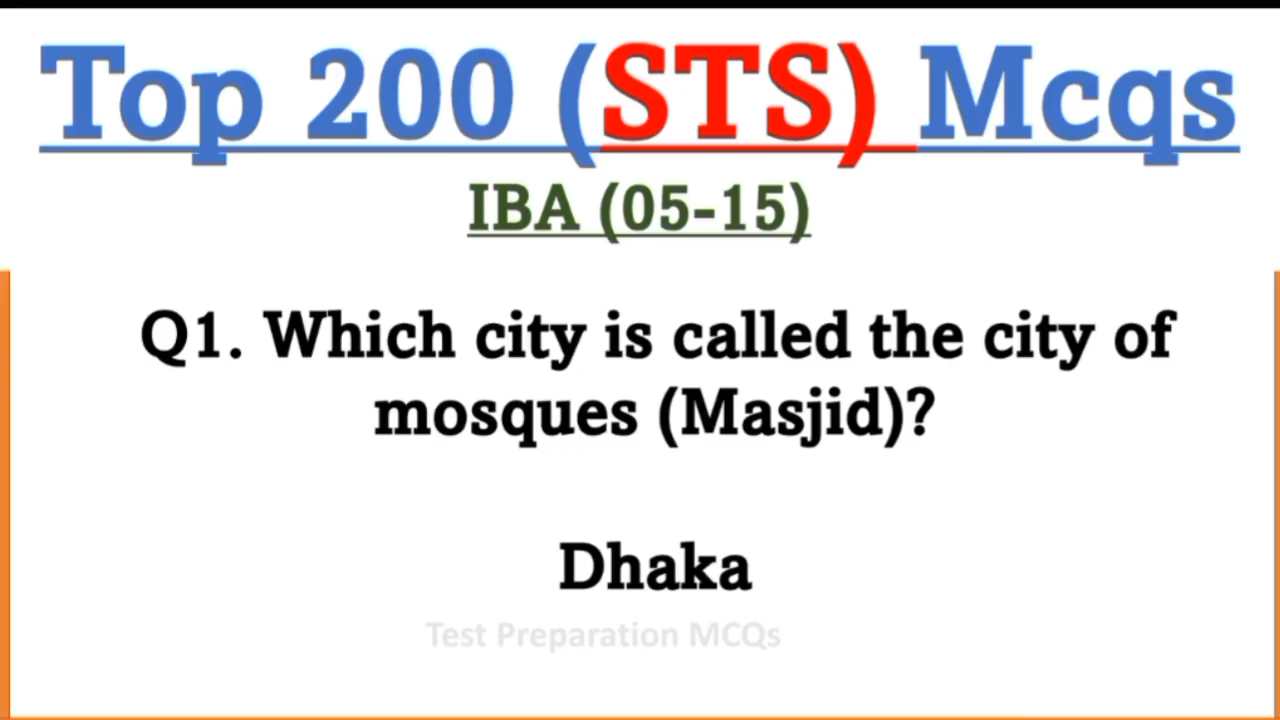 Top 200 (STS) Mcqs
IBA (05-15)
Q1. Which city is called the city of
mosques (Masjid)?
Dhaka
Test Preparation MCQs